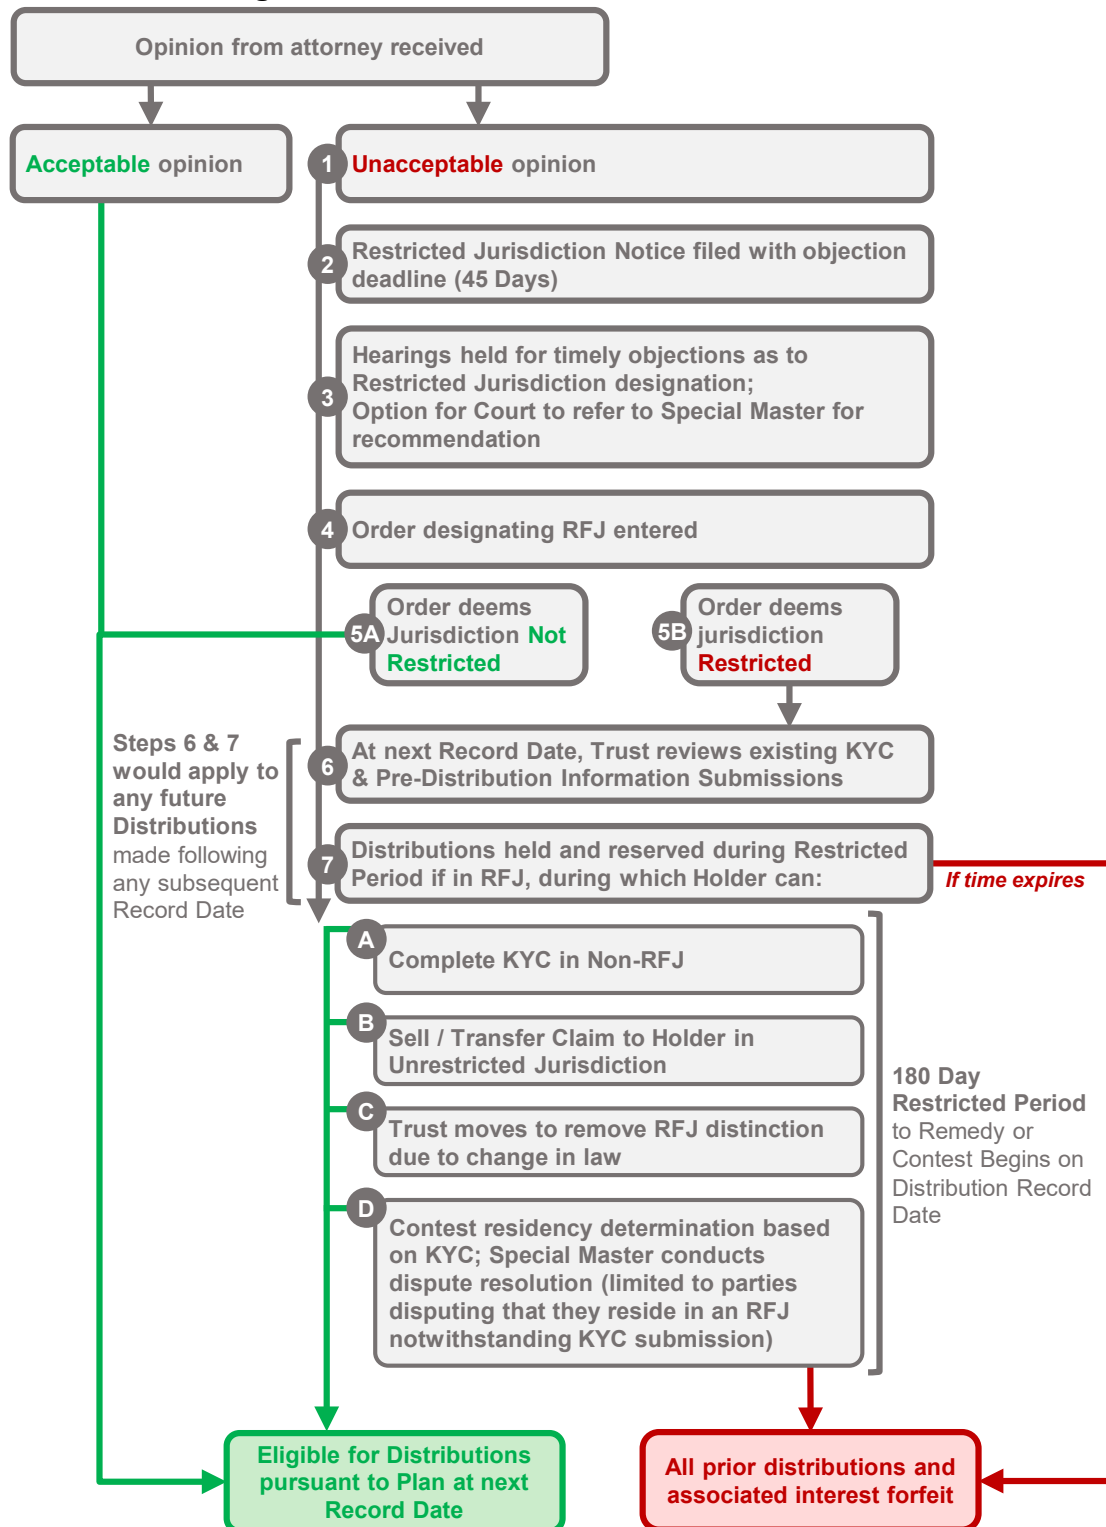 Opinion from attorney received
Acceptable opinion
1
Unacceptable opinion
2
Restricted Jurisdiction Notice filed with objection
deadline (45 Days)
3
Hearings held for timely objections as to
Restricted Jurisdiction designation;
Option for Court to refer to Special Master for
recommendation
4
Order designating RFJ entered
5A
Order deems
Jurisdiction Not
Restricted
5B
Order deems
jurisdiction
Restricted
Steps 6 & 7
would apply to
any future
Distributions
made following
any subsequent
Record Date
6
At next Record Date, Trust reviews existing KYC
& Pre-Distribution Information Submissions
7
Distributions held and reserved during Restricted
Period if in RFJ, during which Holder can:
If time expires
A
Complete KYC in Non-RFJ
B
Sell / Transfer Claim to Holder in
Unrestricted Jurisdiction
C
Trust moves to remove RFJ distinction
due to change in law
D
Contest residency determination based
on KYC; Special Master conducts
dispute resolution (limited to parties
disputing that they reside in an RFJ
notwithstanding KYC submission)
180 Day
Restricted Period
to Remedy or
Contest Begins on
Distribution Record
Date
Eligible for Distributions
pursuant to Plan at next
Record Date
All prior distributions and
associated interest forfeit